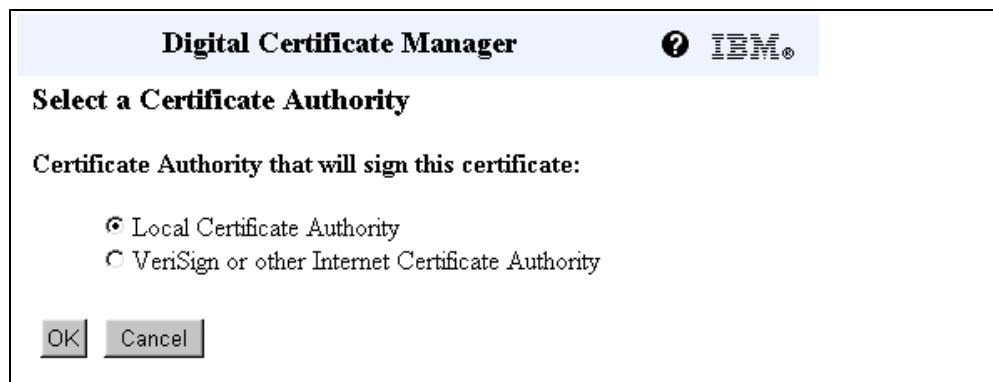 Digital Certificate Manager ? IBM®
Select a Certificate Authority
Certificate Authority that will sign this certificate:
Local Certificate Authority
VeriSign or other Internet Certificate Authority
OK Cancel